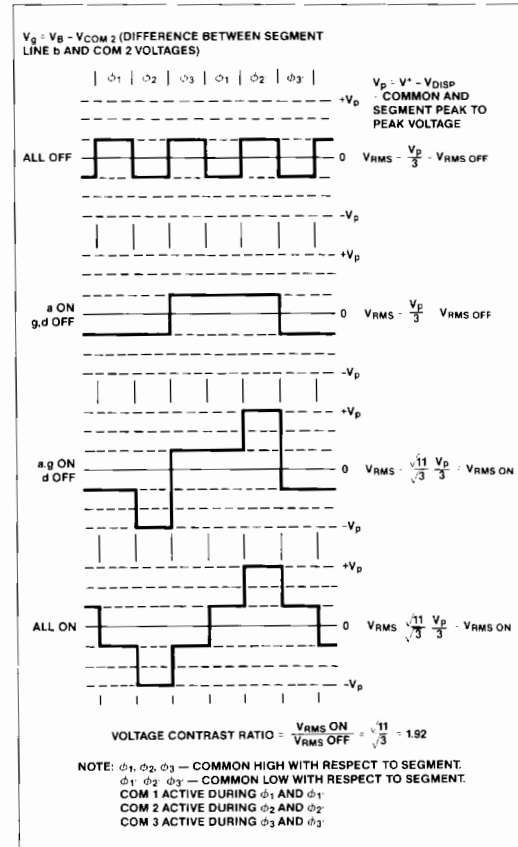 Vg = VB - VCOM 2 (DIFFERENCE BETWEEN SEGMENT
LINE b AND COM 2 VOLTAGES)
ϕ1 ϕ2 ϕ3 ϕ1' ϕ2' ϕ3'
Vp = V+ - VDISP
- COMMON AND
SEGMENT PEAK TO
PEAK VOLTAGE
+Vp
ALL OFF
0 VRMS - Vp/3 - VRMS OFF
-Vp
+Vp
a ON
g,d OFF
0 VRMS - Vp/3 VRMS OFF
-Vp
+Vp
a.g ON
d OFF
0 VRMS - √11/√3 Vp/3 - VRMS ON
-Vp
+Vp
ALL ON
0 VRMS √11/√3 Vp/3 - VRMS ON
-Vp
VOLTAGE CONTRAST RATIO = VRMS ON/VRMS OFF = √11/√3 = 1.92
NOTE: ϕ1, ϕ2, ϕ3 — COMMON HIGH WITH RESPECT TO SEGMENT.
ϕ1' ϕ2' ϕ3' — COMMON LOW WITH RESPECT TO SEGMENT.
COM 1 ACTIVE DURING ϕ1 AND ϕ1'
COM 2 ACTIVE DURING ϕ2 AND ϕ2'
COM 3 ACTIVE DURING ϕ3 AND ϕ3'